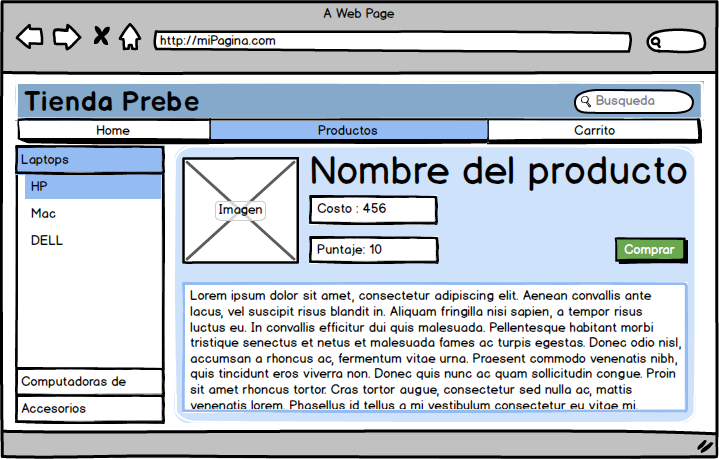 A Web Page
http://miPagina.com
Tienda Prebe
Busqueda
Home
Productos
Carrito
Laptops
HP
Mac
DELL
Computadoras de
Accesorios
Nombre del producto
Imagen
Costo : 456
Puntaje: 10
Comprar
Lorem ipsum dolor sit amet, consectetur adipiscing elit. Aenean convallis ante
lacus, vel suscipit risus blandit in. Aliquam fringilla nisi sapien, a tempor risus
luctus eu. In convallis efficitur dui quis malesuada. Pellentesque habitant morbi
tristique senectus et netus et malesuada fames ac turpis egestas. Donec odio nisl,
accumsan a rhoncus ac, fermentum vitae urna. Praesent commodo venenatis nibh,
quis tincidunt eros viverra non. Donec quis nunc ac quam sollicitudin congue. Proin
sit amet rhoncus tortor. Cras tortor augue, consectetur sed nulla ac, mattis
venenatis lorem. Phasellus id tellus a mi vestibulum consectetur eu vitae mi.